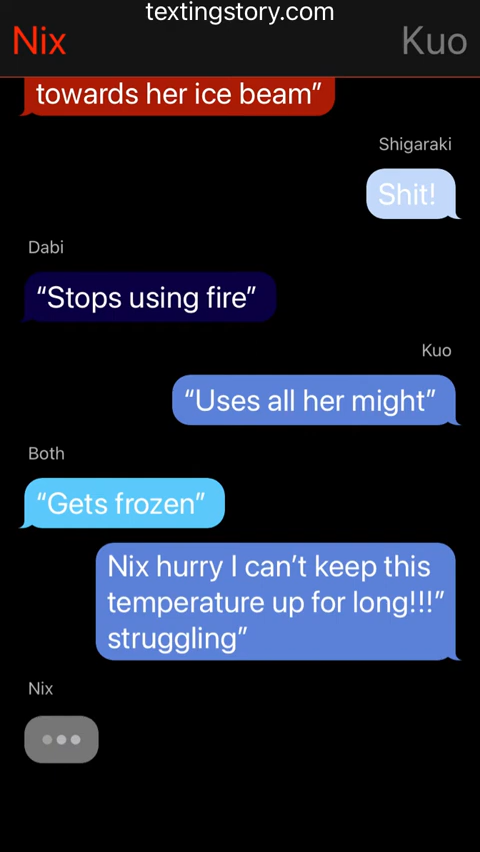 textingstory.com
Nix
Kuo
towards her ice beam”
Shigaraki
Shit!
Dabi
“Stops using fire”
Kuo
“Uses all her might”
Both
“Gets frozen”
Nix hurry I can’t keep this
temperature up for long!!!”
struggling”
Nix